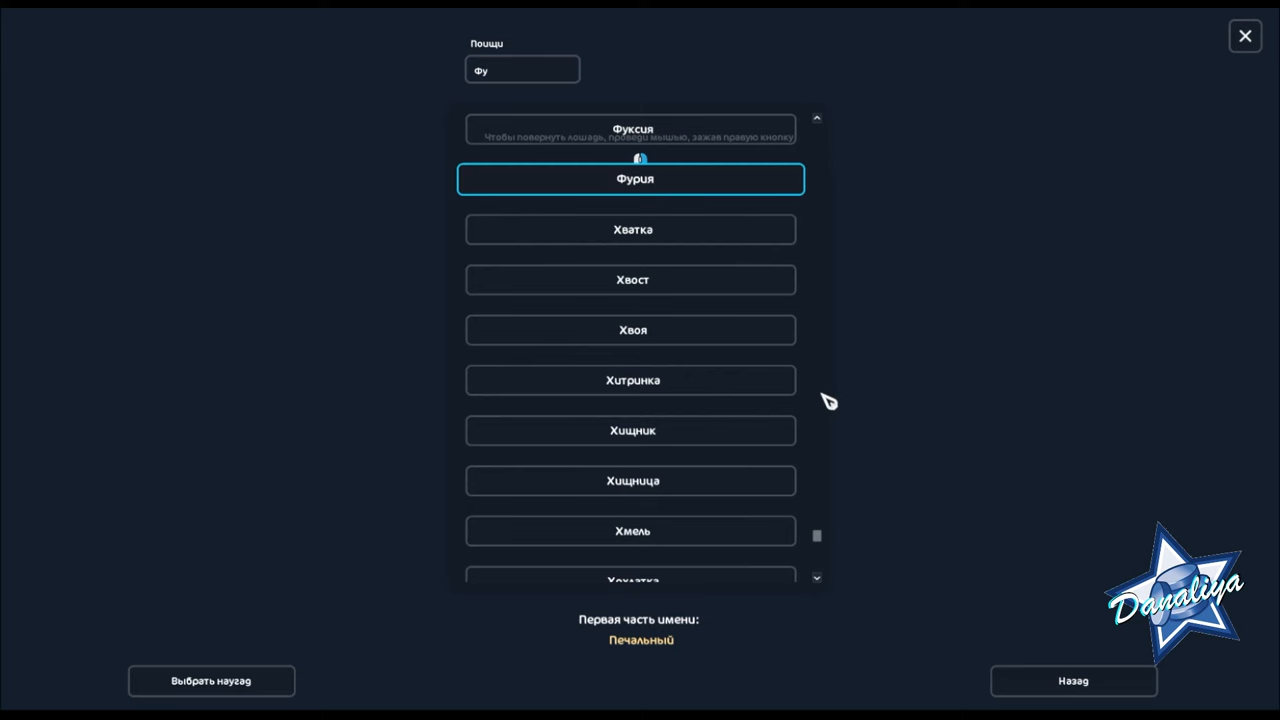 Поищи
Фу
Фуксия
Чтобы повернуть лошадь, проведи мышью, зажав правую кнопку
Фурия
Хватка
Хвост
Хвоя
Хитринка
Хищник
Хищница
Хмель
Хохлатка
Первая часть имени:
Печальный
Выбрать наугад
Назад
Danaliya